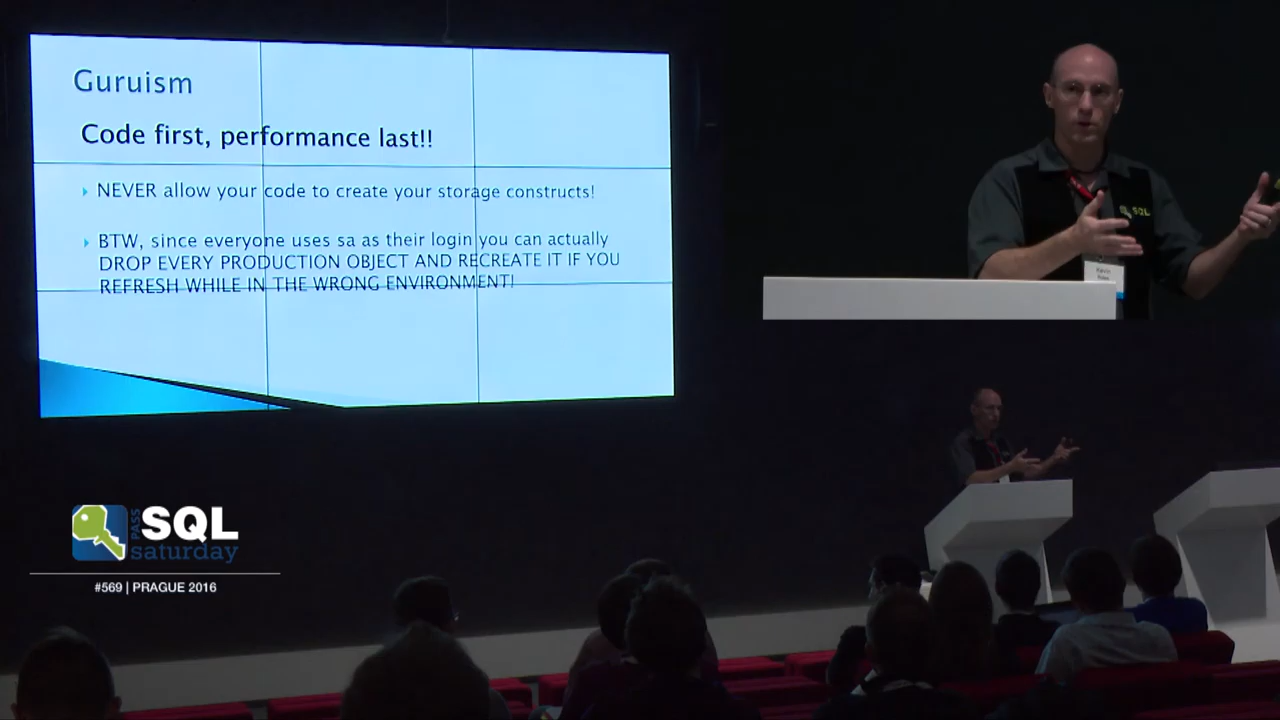 Guruism
Code first, performance last!!
NEVER allow your code to create your storage constructs!
BTW, since everyone uses sa as their login you can actually
DROP EVERY PRODUCTION OBJECT AND RECREATE IT IF YOU
REFRESH WHILE IN THE WRONG ENVIRONMENT!
SQL
PASS
SQL
saturday
#569 | PRAGUE 2016